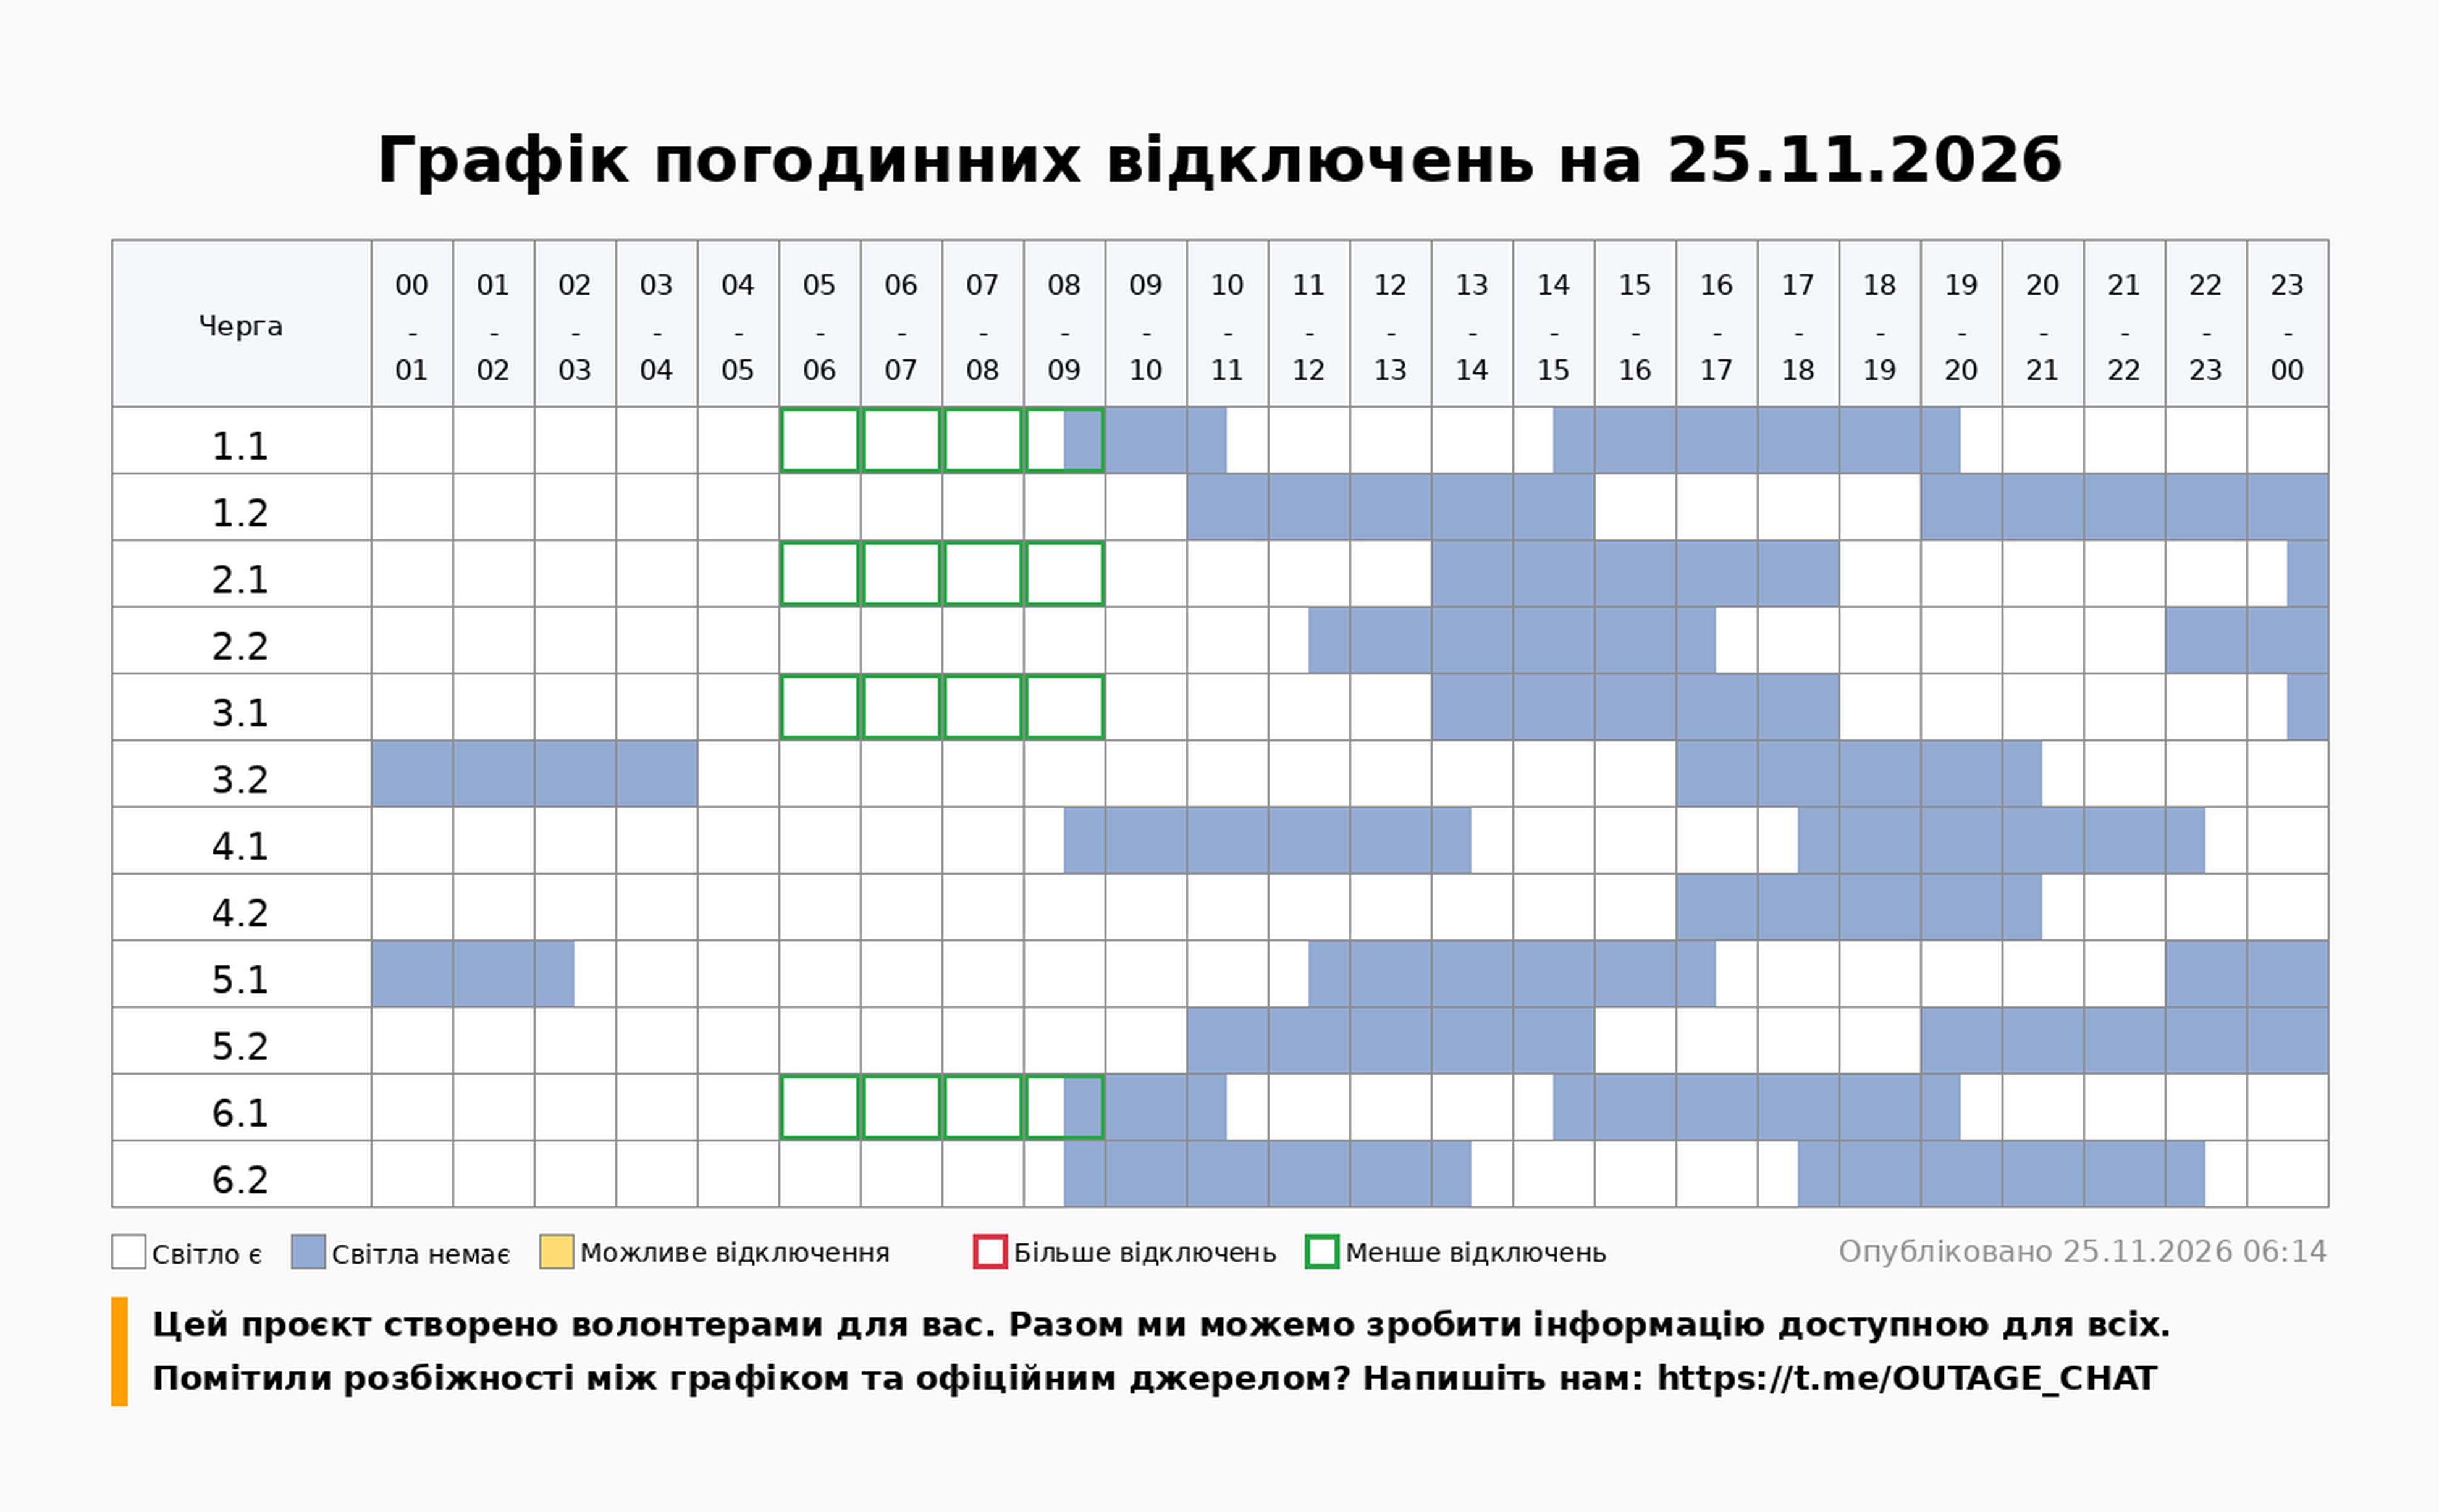 Графік погодинних відключень на 25.11.2026
Черга
00 - 01
01 - 02
02 - 03
03 - 04
04 - 05
05 - 06
06 - 07
07 - 08
08 - 09
09 - 10
10 - 11
11 - 12
12 - 13
13 - 14
14 - 15
15 - 16
16 - 17
17 - 18
18 - 19
19 - 20
20 - 21
21 - 22
22 - 23
23 - 00
1.1
1.2
2.1
2.2
3.1
3.2
4.1
4.2
5.1
5.2
6.1
6.2
Світло є Світла немає Можливе відключення Більше відключень Менше відключень Опубліковано 25.11.2026 06:14
Цей проєкт створено волонтерами для вас. Разом ми можемо зробити інформацію доступною для всіх.
Помітили розбіжності між графіком та офіційним джерелом? Напишіть нам: https://t.me/OUTAGE_CHAT